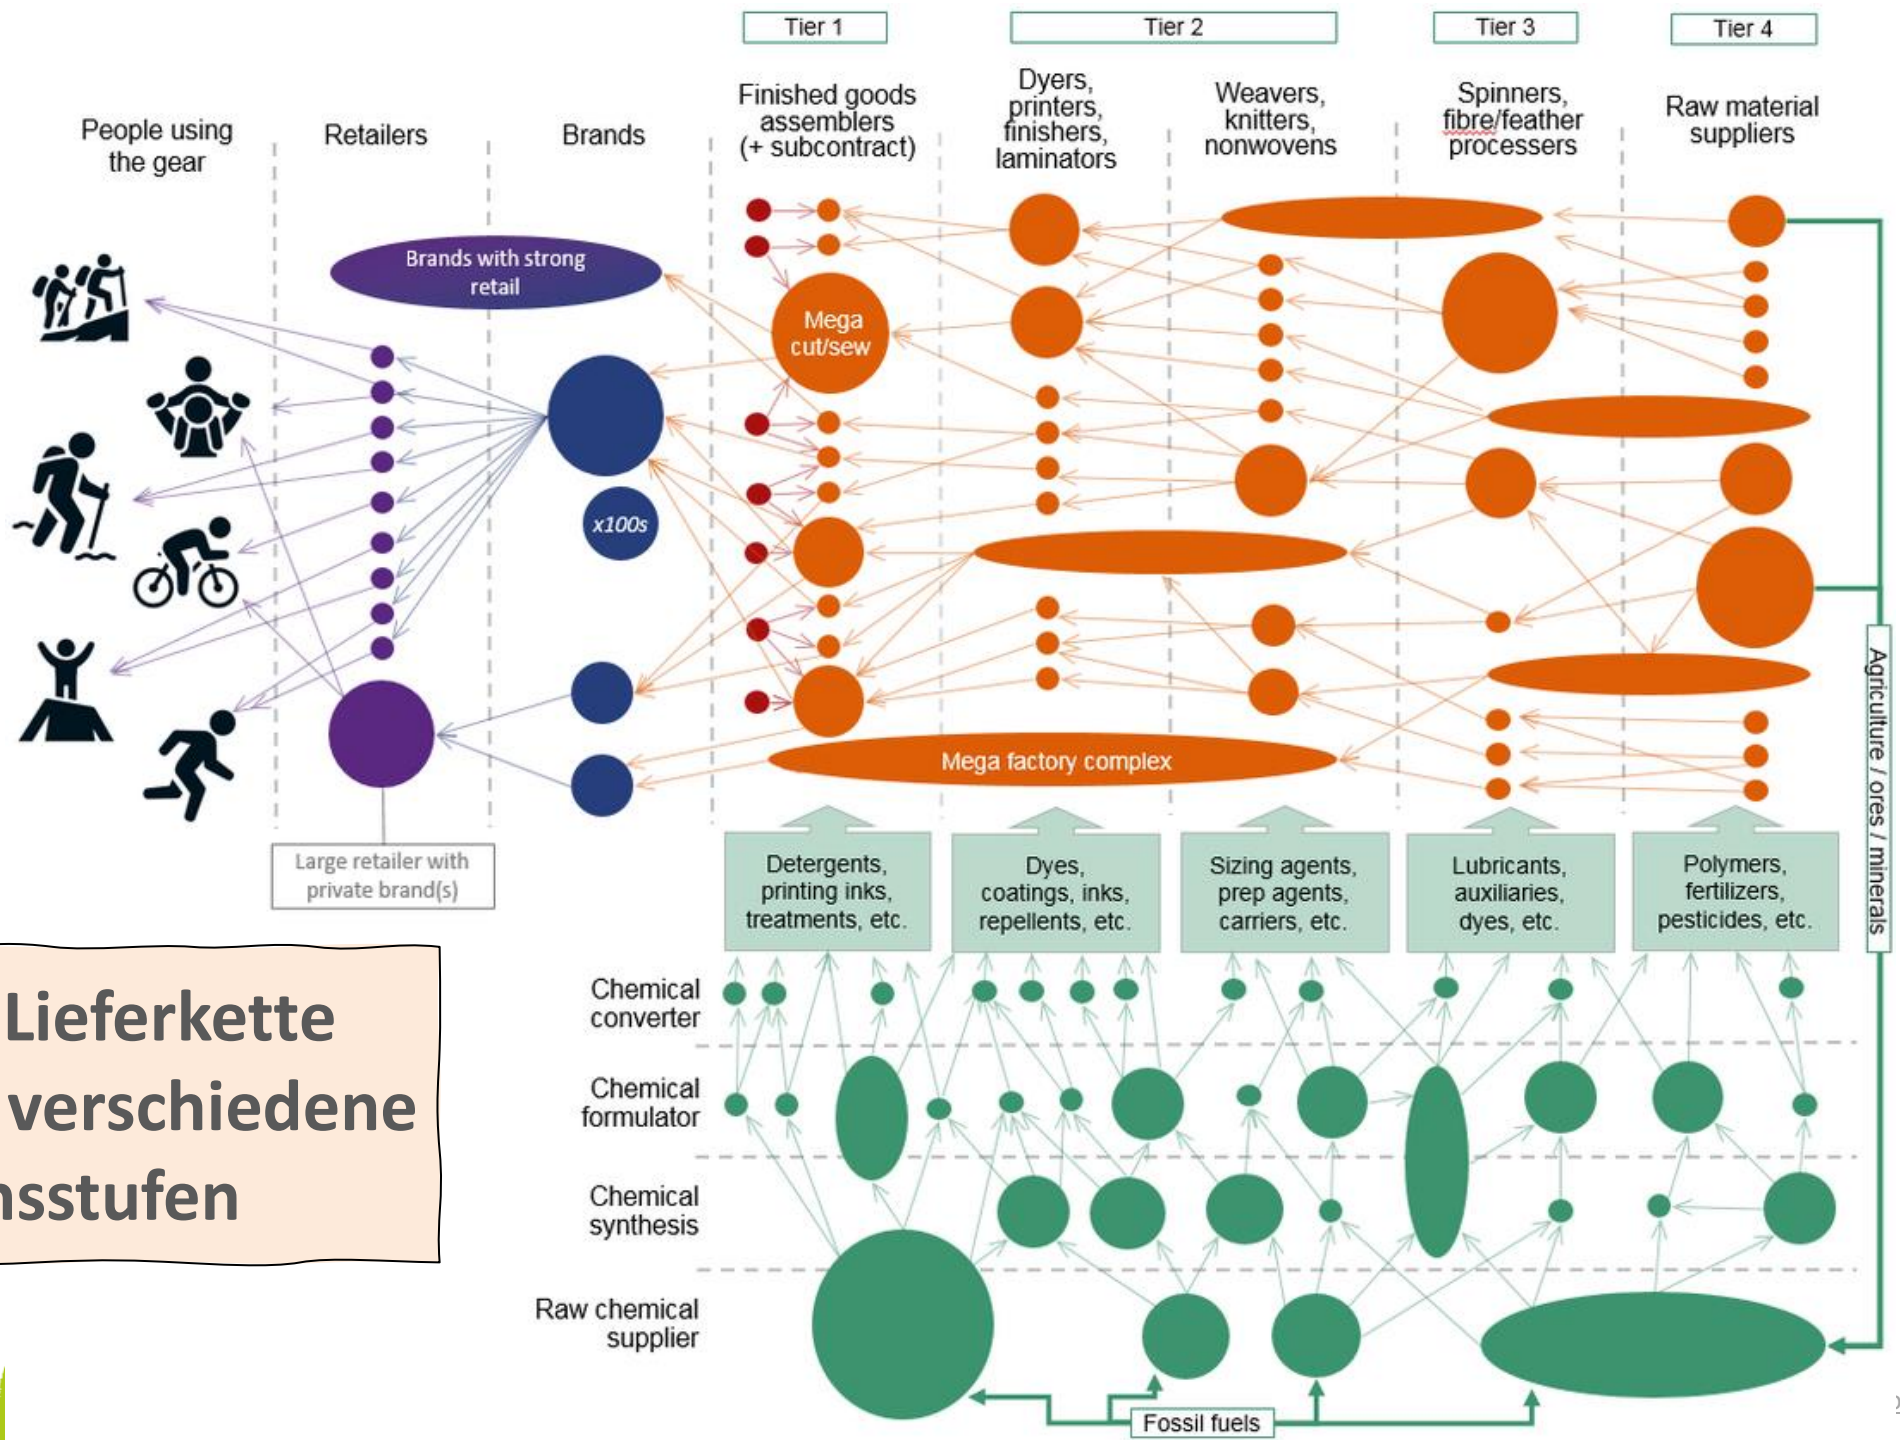 Tier 1
Tier 2
Tier 3
Tier 4
People using
the gear
Retailers
Brands
Finished goods
assemblers
(+ subcontract)
Dyers,
printers,
finishers,
laminators
Weavers,
knitters,
nonwovens
Spinners,
fibre/feather
processers
Raw material
suppliers
Brands with strong
retail
Mega
cut/sew
x100s
Mega factory complex
Large retailer with
private brand(s)
Agriculture / ores / minerals
Detergents,
printing inks,
treatments, etc.
Dyes,
coatings, inks,
repellents, etc.
Sizing agents,
prep agents,
carriers, etc.
Lubricants,
auxiliaries,
dyes, etc.
Polymers,
fertilizers,
pesticides, etc.
Lieferkette
verschiedene
nsstufen
Chemical
converter
Chemical
formulator
Chemical
synthesis
Raw chemical
supplier
Fossil fuels